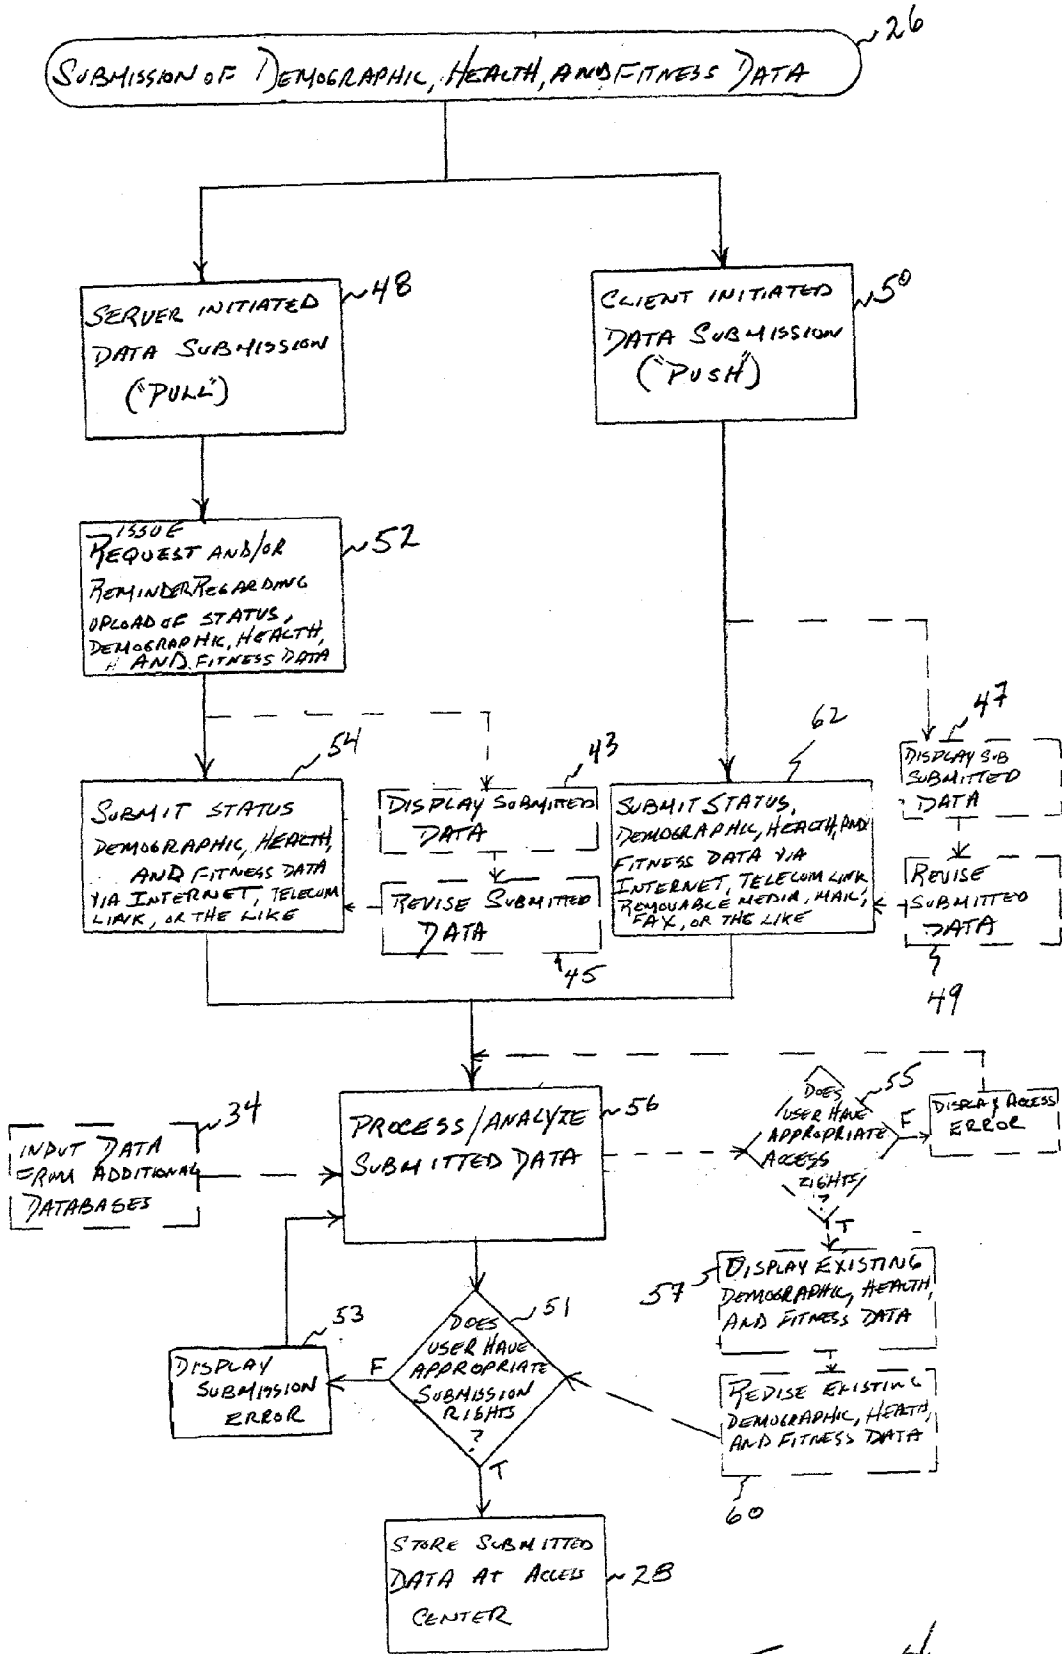 26
SUBMISSION OF DEMOGRAPHIC, HEALTH, AND FITNESS DATA
SERVER INITIATED
DATA SUBMISSION
("PULL")
48
CLIENT INITIATED
DATA SUBMISSION
("PUSH")
50
ISSUE
REQUEST AND/OR
REMINDER REGARDING
UPLOAD OF STATUS,
DEMOGRAPHIC, HEALTH,
AND FITNESS DATA
52
54
SUBMIT STATUS
DEMOGRAPHIC, HEALTH,
AND FITNESS DATA
VIA INTERNET, TELECOM
LINK, OR THE LIKE
43
DISPLAY SUBMITTED
DATA
REVISE SUBMITTED
DATA
45
62
SUBMIT STATUS,
DEMOGRAPHIC, HEALTH, AND
FITNESS DATA VIA
INTERNET, TELECOM LINK
REMOVABLE MEDIA, MAIL,
FAX, OR THE LIKE
47
DISPLAY SUB
SUBMITTED
DATA
REVISE
SUBMITTED
DATA
49
34
INPUT DATA
FROM ADDITIONAL
DATABASES
PROCESS/ANALYZE
SUBMITTED DATA
56
55
DOES
USER HAVE
APPROPRIATE
ACCESS
RIGHTS
?
F
T
DISPLAY ACCESS
ERROR
57
DISPLAY EXISTING
DEMOGRAPHIC, HEALTH,
AND FITNESS DATA
REDISE EXISTING
DEMOGRAPHIC, HEALTH,
AND FITNESS DATA
60
51
DOES
USER HAVE
APPROPRIATE
SUBMISSION
RIGHTS
?
F
T
53
DISPLAY
SUBMISSION
ERROR
STORE SUBMITTED
DATA AT ACCESS
CENTER
28